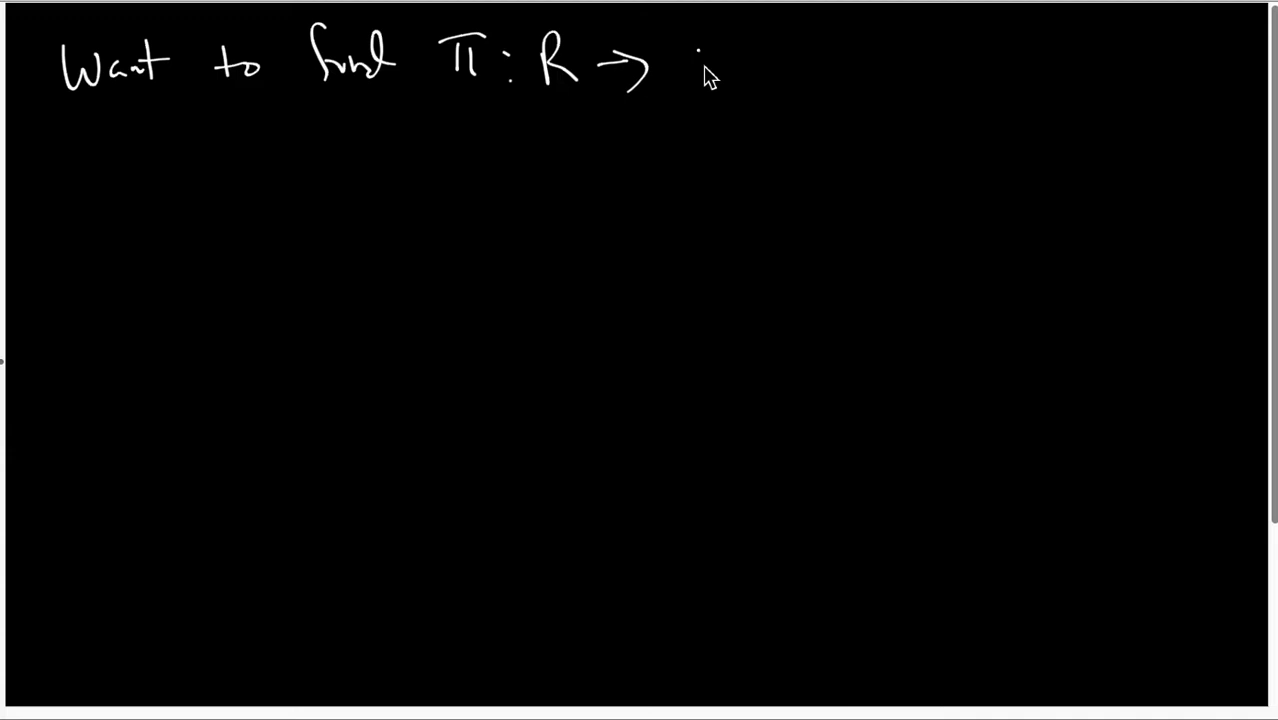 Want to find π : R →